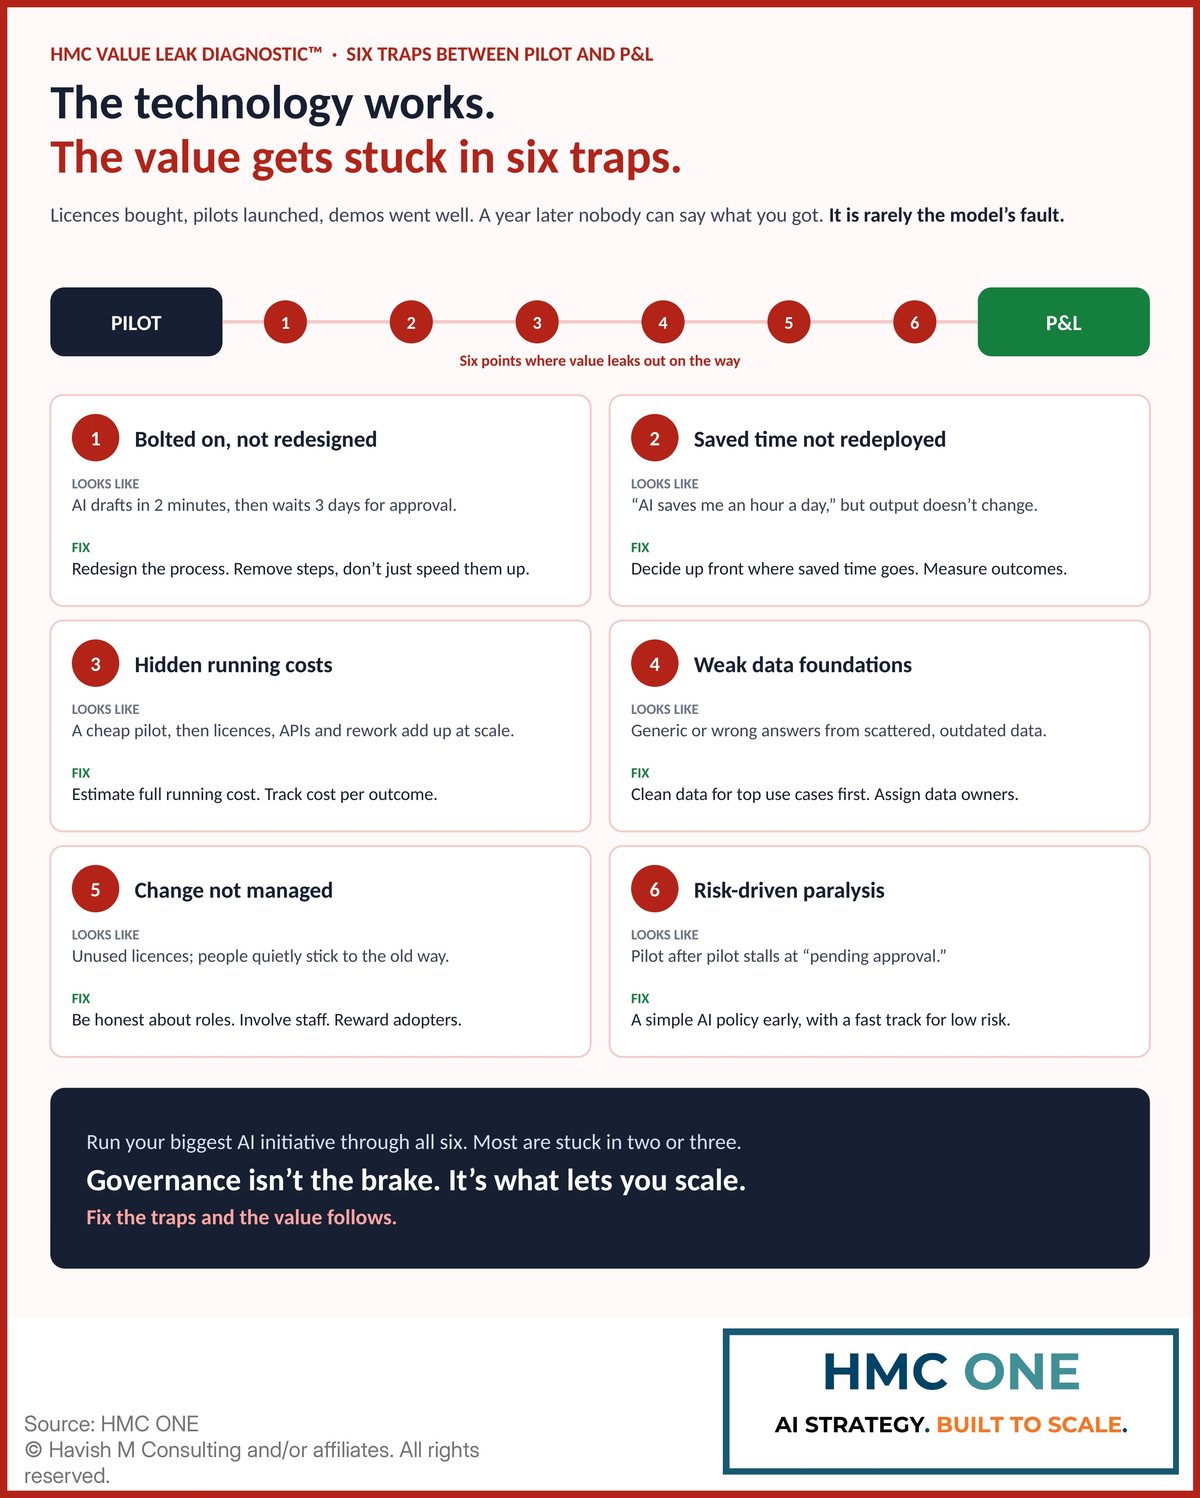 HMC VALUE LEAK DIAGNOSTIC™ · SIX TRAPS BETWEEN PILOT AND P&L
The technology works.
The value gets stuck in six traps.
Licences bought, pilots launched, demos went well. A year later nobody can say what you got. It is rarely the model’s fault.
PILOT
1
2
3
4
5
6
P&L
Six points where value leaks out on the way
1
Bolted on, not redesigned
LOOKS LIKE
AI drafts in 2 minutes, then waits 3 days for approval.
FIX
Redesign the process. Remove steps, don’t just speed them up.
2
Saved time not redeployed
LOOKS LIKE
“AI saves me an hour a day,” but output doesn’t change.
FIX
Decide up front where saved time goes. Measure outcomes.
3
Hidden running costs
LOOKS LIKE
A cheap pilot, then licences, APIs and rework add up at scale.
FIX
Estimate full running cost. Track cost per outcome.
4
Weak data foundations
LOOKS LIKE
Generic or wrong answers from scattered, outdated data.
FIX
Clean data for top use cases first. Assign data owners.
5
Change not managed
LOOKS LIKE
Unused licences; people quietly stick to the old way.
FIX
Be honest about roles. Involve staff. Reward adopters.
6
Risk-driven paralysis
LOOKS LIKE
Pilot after pilot stalls at “pending approval.”
FIX
A simple AI policy early, with a fast track for low risk.
Run your biggest AI initiative through all six. Most are stuck in two or three.
Governance isn’t the brake. It’s what lets you scale.
Fix the traps and the value follows.
HMC ONE
AI STRATEGY. BUILT TO SCALE.
Source: HMC ONE
© Havish M Consulting and/or affiliates. All rights
reserved.